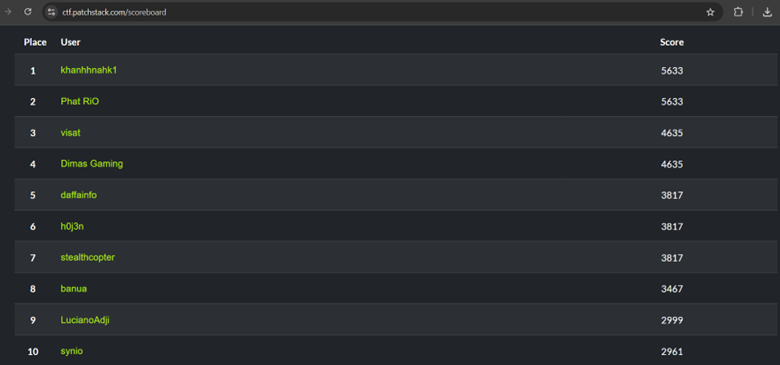 ctf.patchstack.com/scoreboard
Place User Score
1 khanhhnahk1 5633
2 Phat RiO 5633
3 visat 4635
4 Dimas Gaming 4635
5 daffainfo 3817
6 h0j3n 3817
7 stealthcopter 3817
8 banua 3467
9 LucianoAdji 2999
10 synio 2961